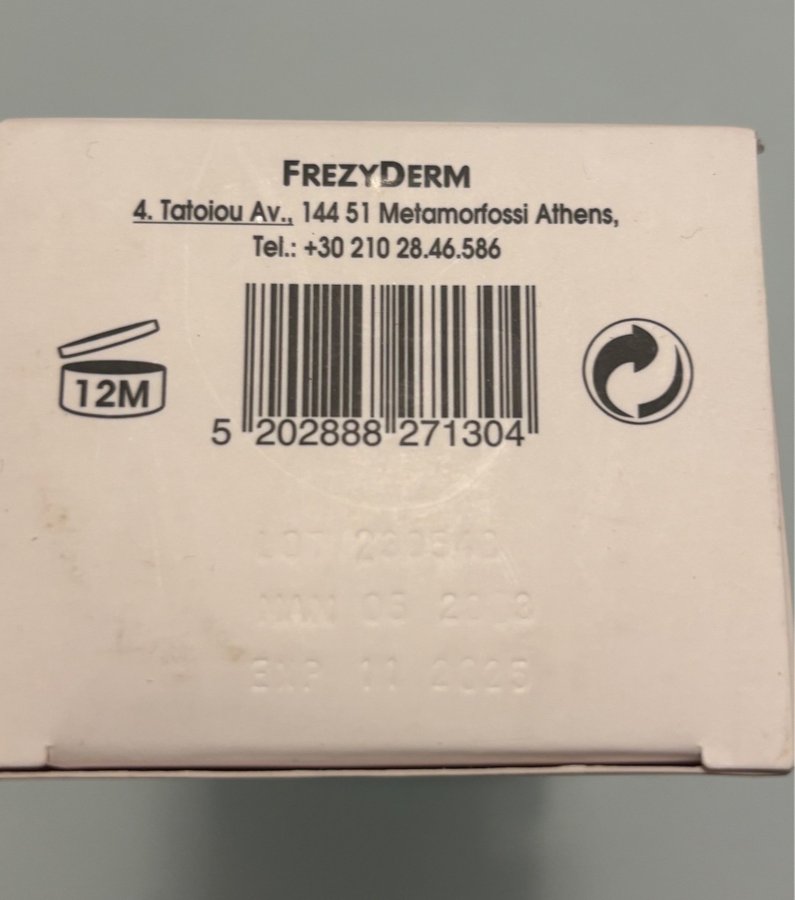 FREZYDERM
4. Tatoiou Av., 144 51 Metamorfossi Athens,
Tel.: +30 210 28.46.586
12M
5 202888 271304
LOT
MAN 05
EXP 11 2025